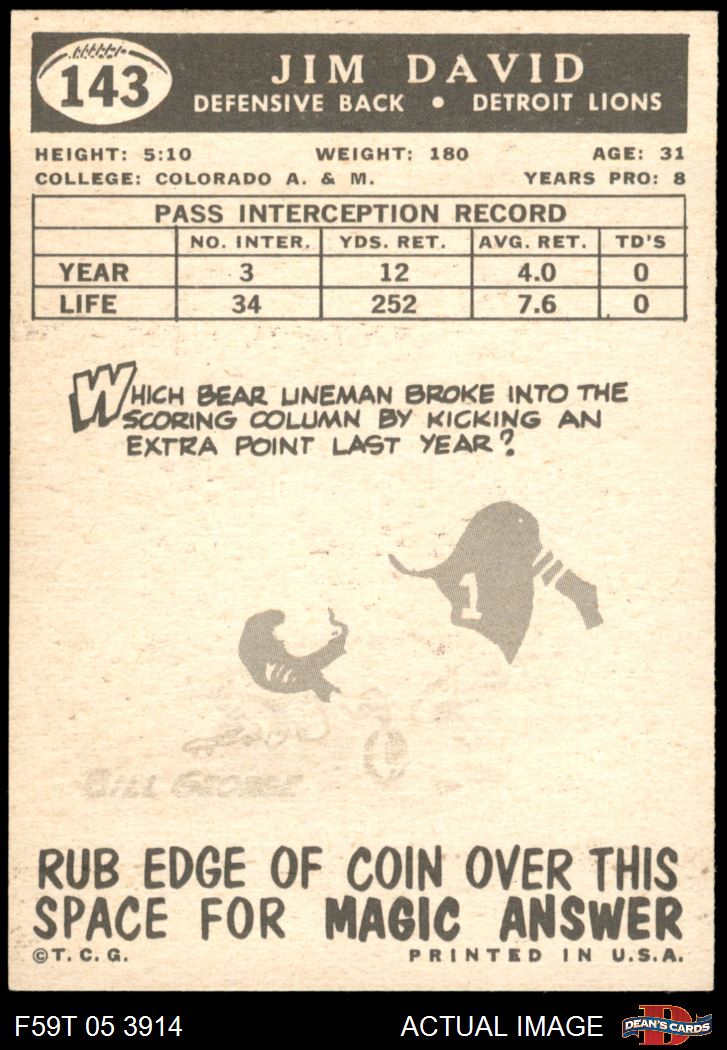 143
JIM DAVID
DEFENSIVE BACK • DETROIT LIONS
HEIGHT: 5:10 WEIGHT: 180 AGE: 31
COLLEGE: COLORADO A. & M. YEARS PRO: 8
PASS INTERCEPTION RECORD
NO. INTER. YDS. RET. AVG. RET. TD'S
YEAR 3 12 4.0 0
LIFE 34 252 7.6 0
WHICH BEAR LINEMAN BROKE INTO THE
SCORING COLUMN BY KICKING AN
EXTRA POINT LAST YEAR?
1
BILL GEORGE
RUB EDGE OF COIN OVER THIS
SPACE FOR MAGIC ANSWER
©T. C. G. PRINTED IN U.S.A.
F59T 05 3914 ACTUAL IMAGE
D
DEAN'S CARDS